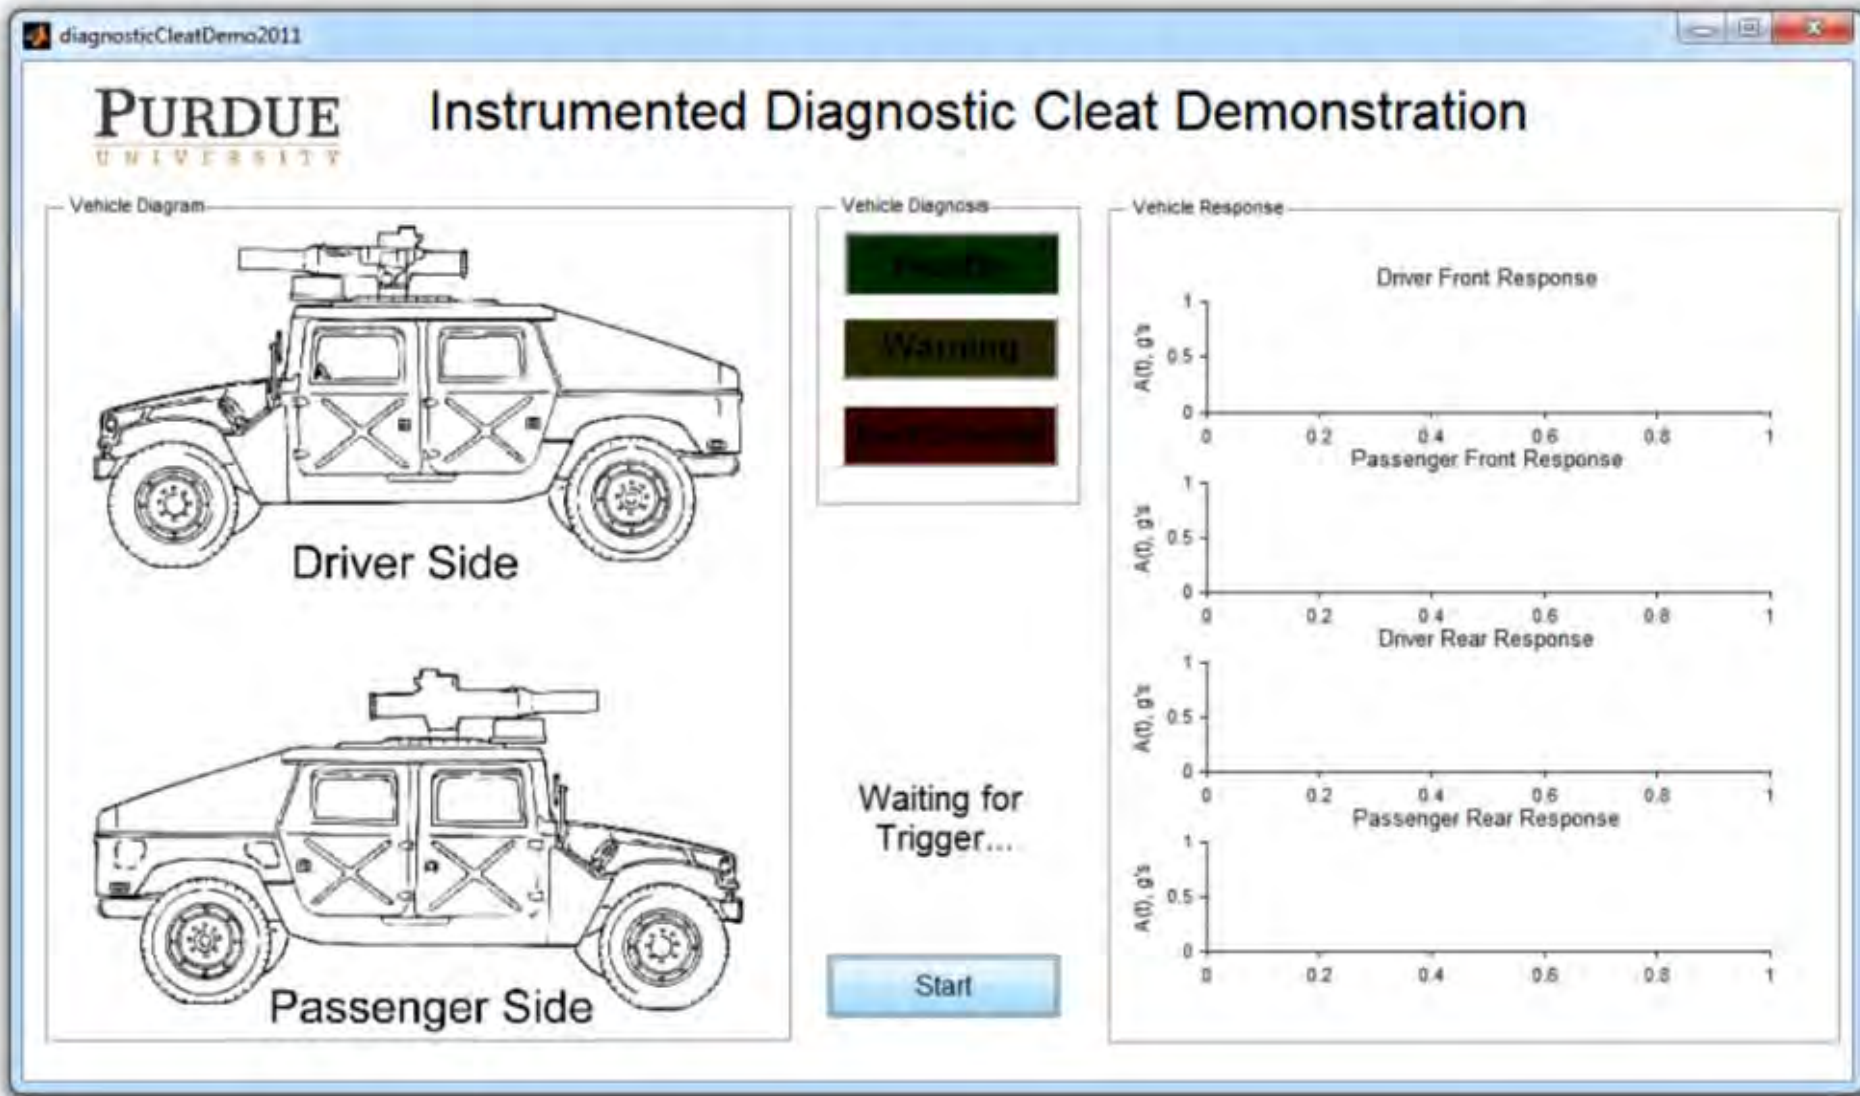 diagnosticCleatDemo2011
PURDUE
UNIVERSITY
Instrumented Diagnostic Cleat Demonstration
Vehicle Diagram
Driver Side
Passenger Side
Vehicle Diagnosis
Warning
Waiting for
Trigger...
Start
Vehicle Response
Driver Front Response
A(t), g's
1
0.5
0
0 0.2 0.4 0.6 0.8 1
Passenger Front Response
A(t), g's
1
0.5
0
0 0.2 0.4 0.6 0.8 1
Driver Rear Response
A(t), g's
1
0.5
0
0 0.2 0.4 0.6 0.8 1
Passenger Rear Response
A(t), g's
1
0.5
0
0 0.2 0.4 0.6 0.8 1